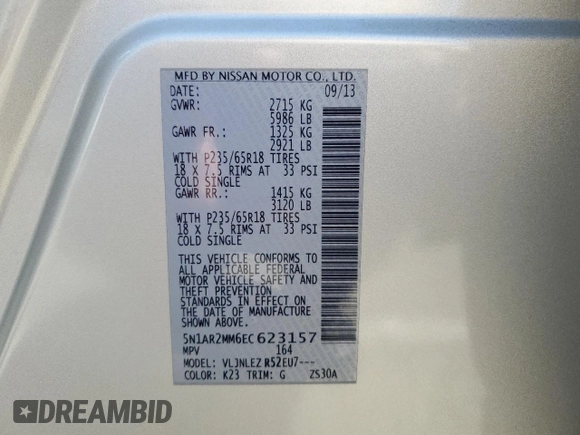 MFD BY NISSAN MOTOR CO., LTD.
DATE: 09/13
GVWR: 2715 KG
5986 LB
GAWR FR.: 1325 KG
2921 LB
WITH P235/65R18 TIRES
18 X 7.5 RIMS AT 33 PSI
COLD SINGLE
GAWR RR.: 1415 KG
3120 LB
WITH P235/65R18 TIRES
18 X 7.5 RIMS AT 33 PSI
COLD SINGLE
THIS VEHICLE CONFORMS TO
ALL APPLICABLE FEDERAL
MOTOR VEHICLE SAFETY AND
THEFT PREVENTION
STANDARDS IN EFFECT ON
THE DATE OF MANUFACTURE
SHOWN ABOVE.
5N1AR2MM6EC623157
MPV 164
MODEL: VLJNLEZ R52EU7---
COLOR: K23 TRIM: G ZS30A
DREAMBID